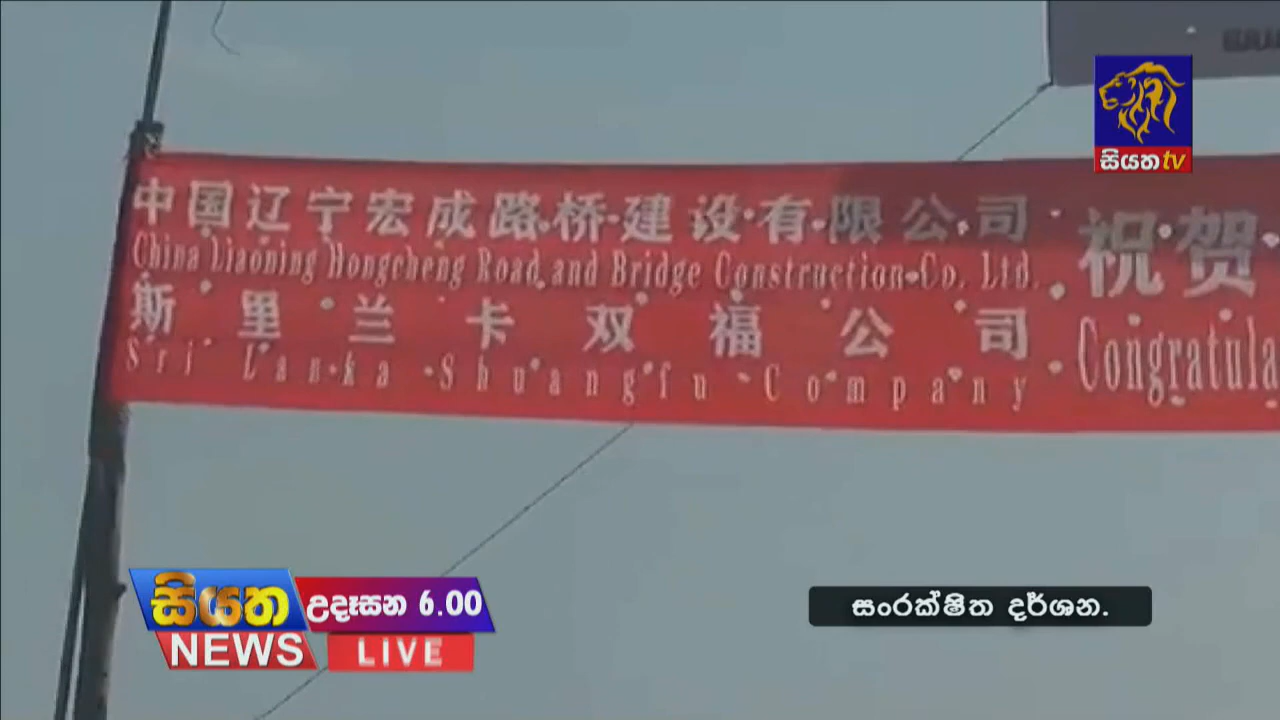 සියත tv
中国辽宁宏成路桥建设有限公司
China Liaoning Hongcheng Road and Bridge Construction Co. Ltd.
斯里兰卡双福公司
Sri Lanka Shuangfu Company
祝贺
Congratula
සියත
NEWS
උදෑසන 6.00
LIVE
සංරක්ෂිත දර්ශන.